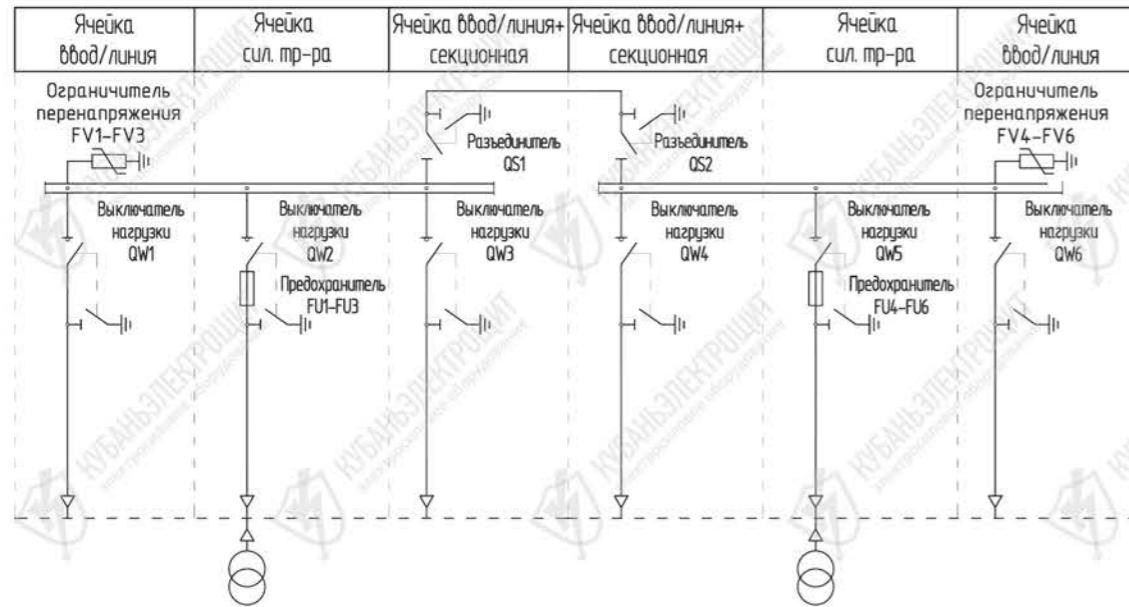 Ячейка
ввод/линия
Ячейка
сил. тр-ра
Ячейка ввод/линия+
секционная
Ячейка ввод/линия+
секционная
Ячейка
сил. тр-ра
Ячейка
ввод/линия
Ограничитель
перенапряжения
FV1-FV3
Разъединитель
QS1
Разъединитель
QS2
Ограничитель
перенапряжения
FV4-FV6
Выключатель
нагрузки
QW1
Выключатель
нагрузки
QW2
Выключатель
нагрузки
QW3
Выключатель
нагрузки
QW4
Выключатель
нагрузки
QW5
Выключатель
нагрузки
QW6
Предохранитель
FU1-FU3
Предохранитель
FU4-FU6
КУБАНЬЭЛЕКТРОЩИТ
электросиловое оборудование